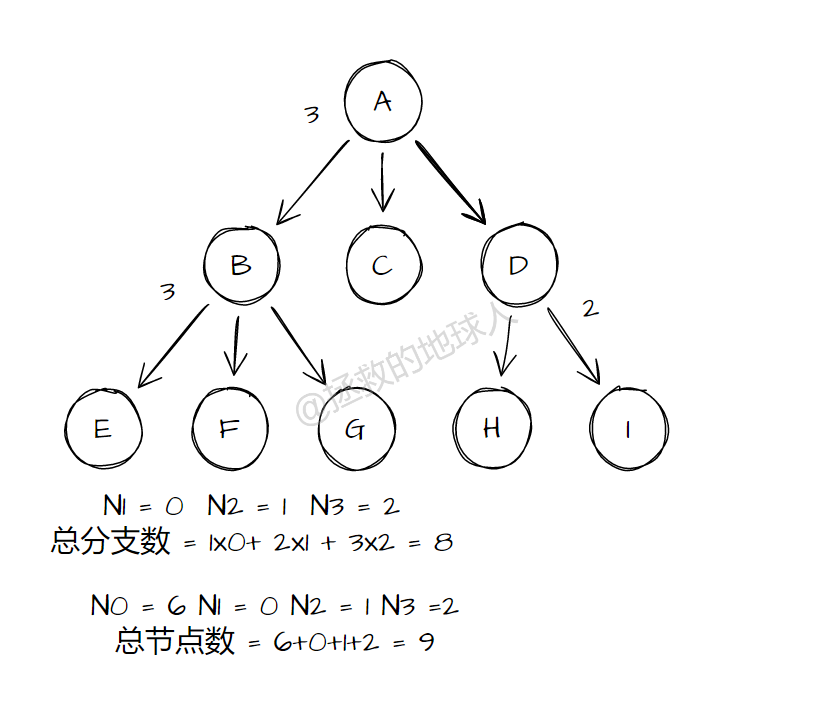 A
3
B
C
D
3
2
@拯救的地球人
E
F
G
H
I
N1 = 0 N2 = 1 N3 = 2
总分支数 = 1x0+ 2x1 + 3x2 = 8
N0 = 6 N1 = 0 N2 = 1 N3 =2
总节点数 = 6+0+1+2 = 9